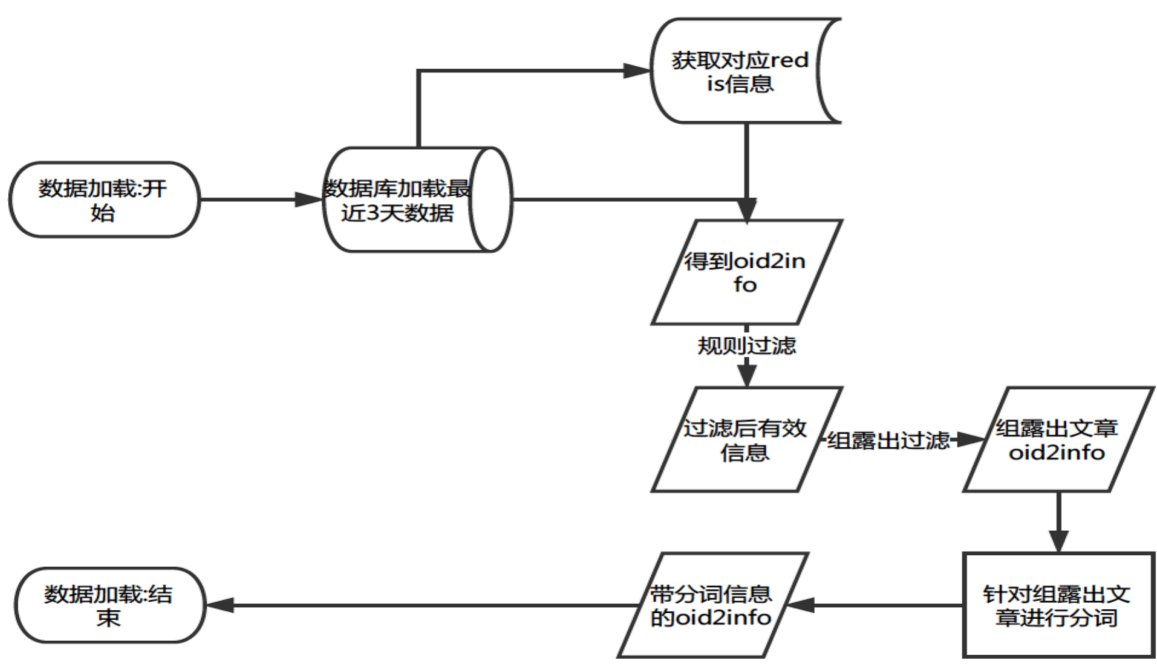 获取对应red
is信息
数据加载:开
始
数据库加载最
近3天数据
得到oid2in
fo
规则过滤
过滤后有效
信息
组露出过滤
组露出文章
oid2info
针对组露出文
章进行分词
带分词信息
的oid2info
数据加载:结
束